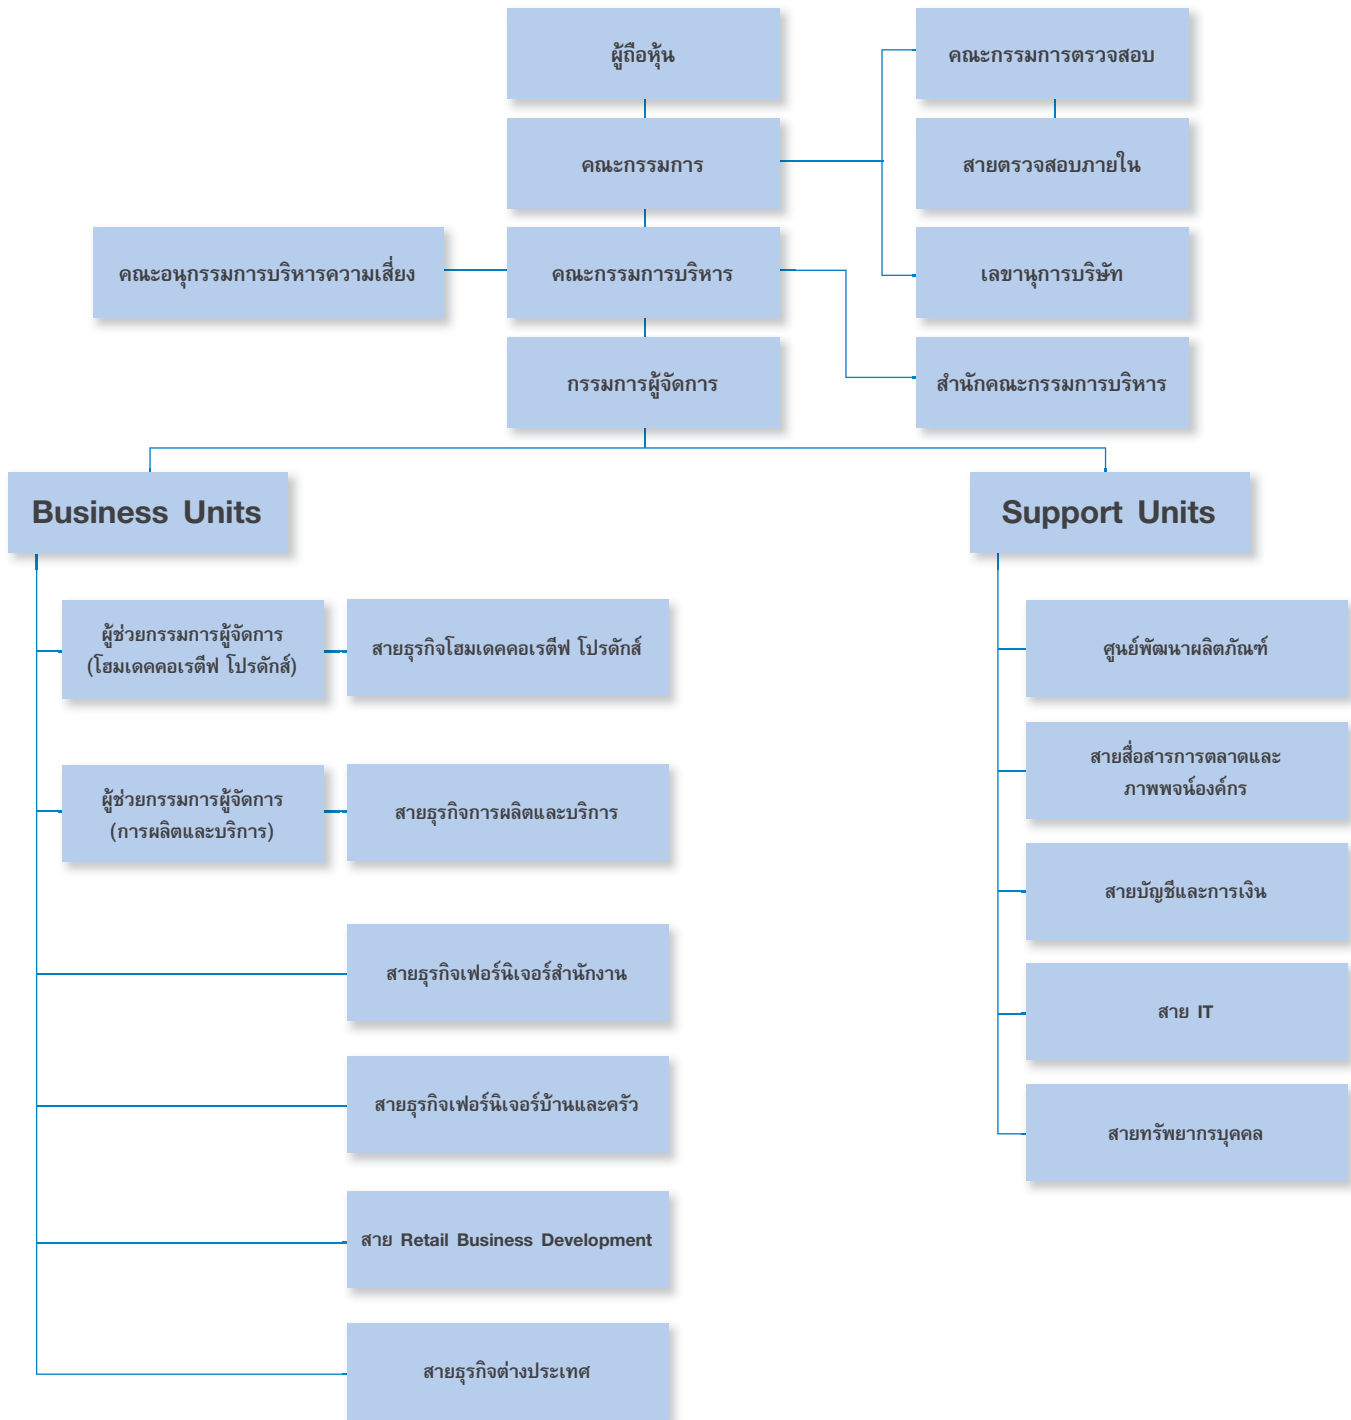 ผู้ถือหุ้น
คณะกรรมการตรวจสอบ
คณะกรรมการ
สายตรวจสอบภายใน
คณะอนุกรรมการบริหารความเสี่ยง
คณะกรรมการบริหาร
เลขานุการบริษัท
กรรมการผู้จัดการ
สำนักคณะกรรมการบริหาร
Business Units
Support Units
ผู้ช่วยกรรมการผู้จัดการ
(โฮมเดคคอเรตีฟ โปรดักส์)
สายธุรกิจโฮมเดคคอเรตีฟ โปรดักส์
ศูนย์พัฒนาผลิตภัณฑ์
สายสื่อสารการตลาดและ
ภาพพจน์องค์กร
ผู้ช่วยกรรมการผู้จัดการ
(การผลิตและบริการ)
สายธุรกิจการผลิตและบริการ
สายบัญชีและการเงิน
สายธุรกิจเฟอร์นิเจอร์สำนักงาน
สาย IT
สายธุรกิจเฟอร์นิเจอร์บ้านและครัว
สายทรัพยากรบุคคล
สาย Retail Business Development
สายธุรกิจต่างประเทศ